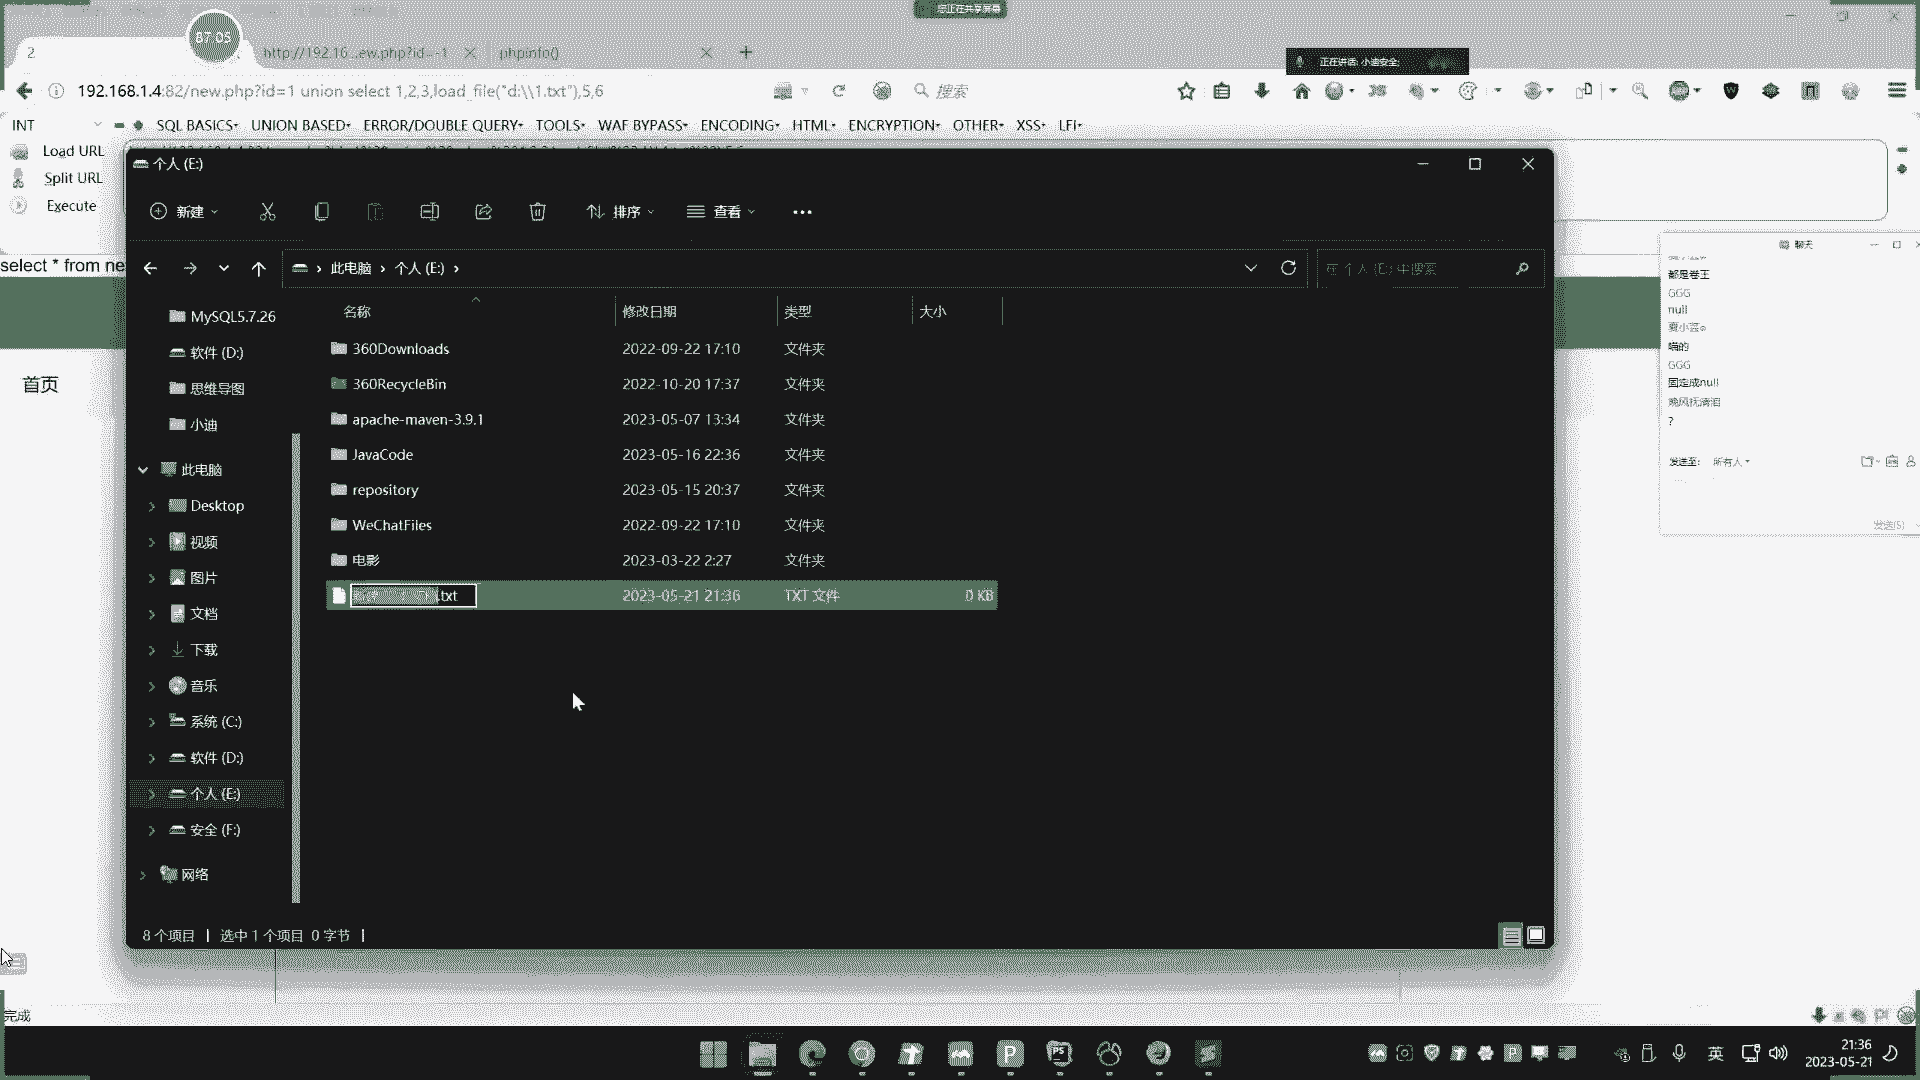 您正在共享屏幕
87:05
2
http://192.16...ew.php?id=-1
phpinfo()
正在讲话: 小迪安全;
192.168.1.4:82/new.php?id=1 union select 1,2,3,load_file("d:\\1.txt"),5,6
搜索
INT
SQL BASICS
UNION BASED
ERROR/DOUBLE QUERY
TOOLS
WAF BYPASS
ENCODING
HTML
ENCRYPTION
OTHER
XSS
LFI
Load URL
Split URL
Execute
select * from ne
首页
个人 (E:)
新建
排序
查看
此电脑 › 个人 (E:) ›
在 个人 (E:) 中搜索
MySQL5.7.26
软件 (D:)
思维导图
小迪
此电脑
Desktop
视频
图片
文档
下载
音乐
系统 (C:)
软件 (D:)
个人 (E:)
安全 (F:)
网络
名称 修改日期 类型 大小
360Downloads 2022-09-22 17:10 文件夹
360RecycleBin 2022-10-20 17:37 文件夹
apache-maven-3.9.1 2023-05-07 13:34 文件夹
JavaCode 2023-05-16 22:36 文件夹
repository 2023-05-15 20:37 文件夹
WeChatFiles 2022-09-22 17:10 文件夹
电影 2023-03-22 2:27 文件夹
.txt 2023-05-21 21:36 TXT 文件 0 KB
8 个项目 | 选中 1 个项目 0 字节 |
聊天
都是卷王
GGG
null
喵的
GGG
固定成null
?
发送至: 所有人
发送(S)
完成
英
21:36
2023-05-21